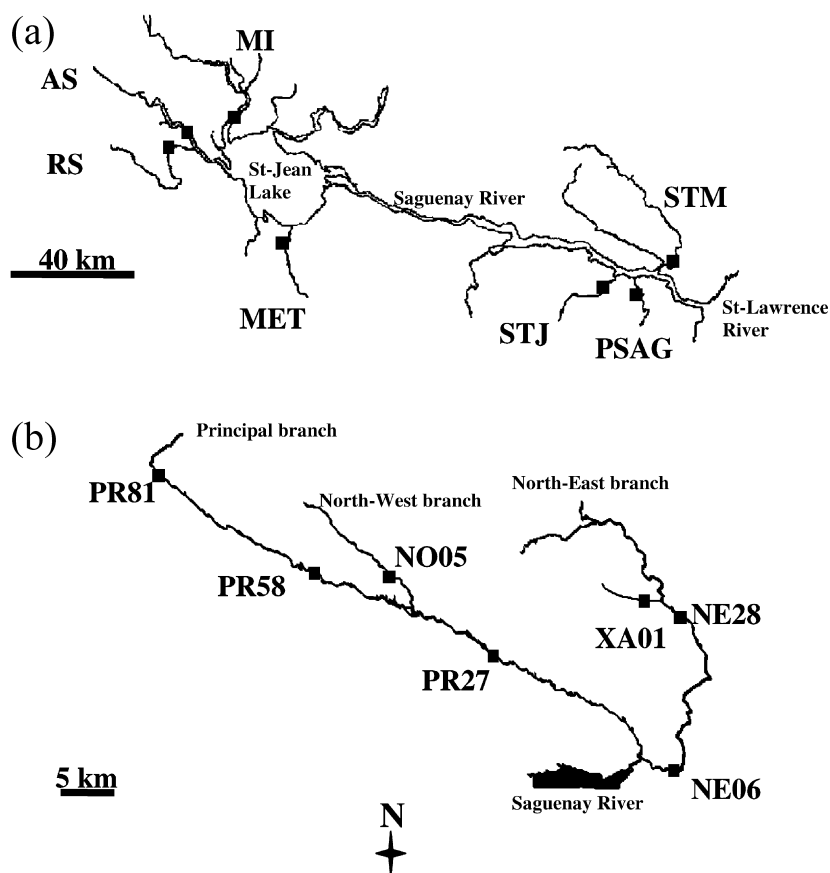 (a)
MI
AS
RS
St-Jean
Lake
Saguenay River
STM
40 km
MET
STJ
PSAG
St-Lawrence
River
(b)
Principal branch
PR81
North-West branch
North-East branch
NO05
PR58
XA01
NE28
PR27
5 km
Saguenay River
NE06
N